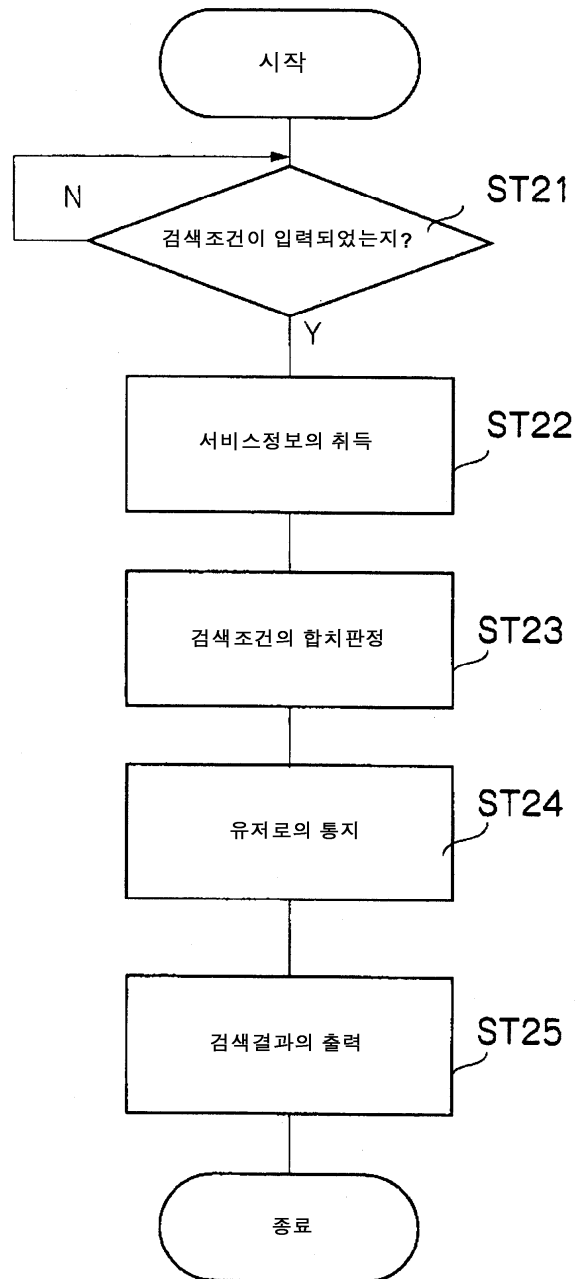 시작
N
ST21
검색조건이 입력되었는지?
Y
서비스정보의 취득
ST22
검색조건의 합치판정
ST23
유저로의 통지
ST24
검색결과의 출력
ST25
종료